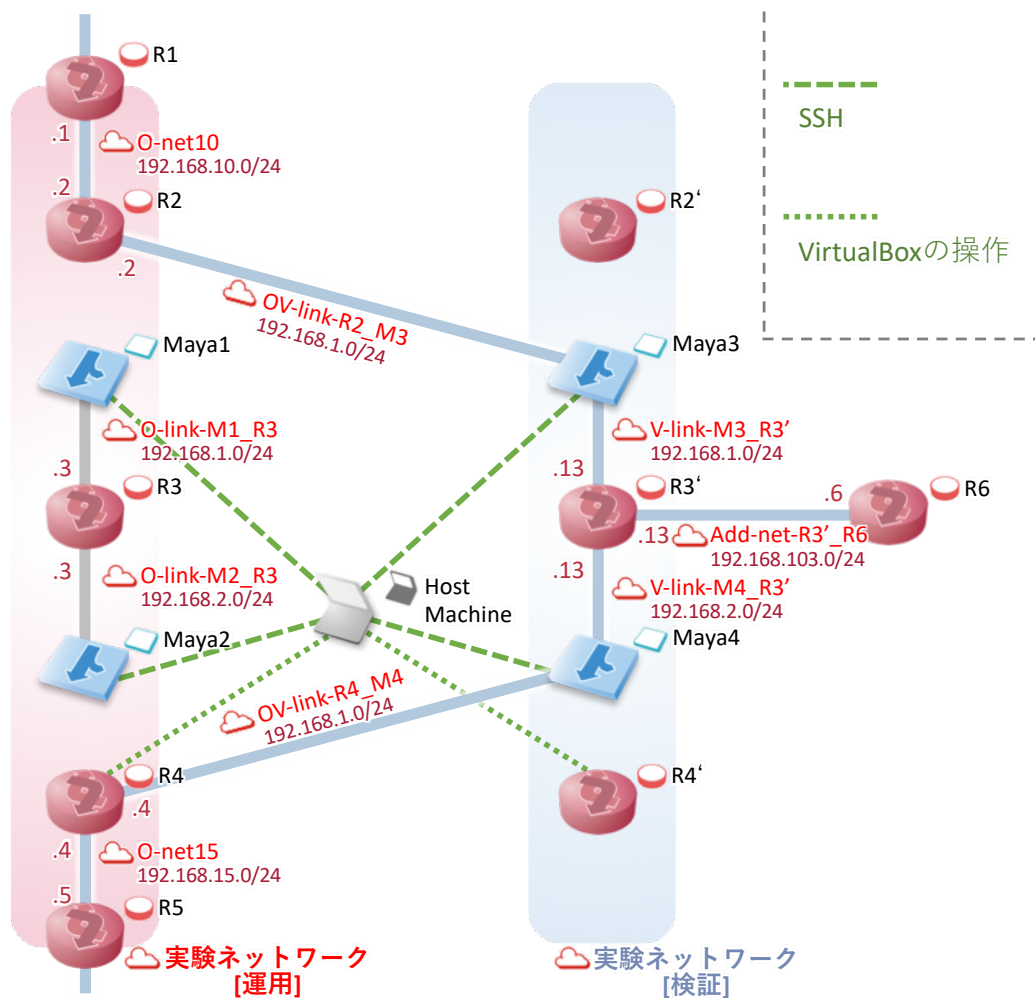 R1
.1
O-net10
192.168.10.0/24
.2
R2
.2
R2‘
SSH
VirtualBoxの操作
OV-link-R2_M3
192.168.1.0/24
Maya1
Maya3
O-link-M1_R3
192.168.1.0/24
V-link-M3_R3’
192.168.1.0/24
.3
R3
.13
R3‘
.6
R6
.13
Add-net-R3’_R6
192.168.103.0/24
.3
O-link-M2_R3
192.168.2.0/24
Host
Machine
.13
V-link-M4_R3’
192.168.2.0/24
Maya2
Maya4
OV-link-R4_M4
192.168.1.0/24
R4
.4
R4‘
.4
O-net15
192.168.15.0/24
.5
R5
実験ネットワーク
[運用]
実験ネットワーク
[検証]